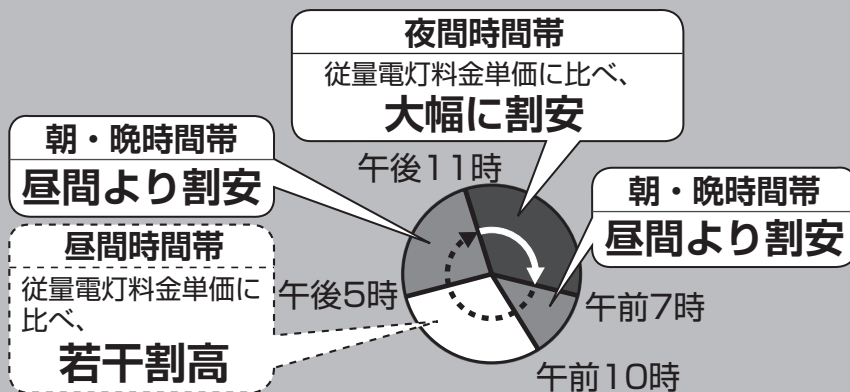 夜間時間帯
従量電灯料金単価に比べ、
大幅に割安
朝・晩時間帯
昼間より割安
午後11時
朝・晩時間帯
昼間より割安
昼間時間帯
従量電灯料金単価に
比べ、
若干割高
午後5時
午前7時
午前10時